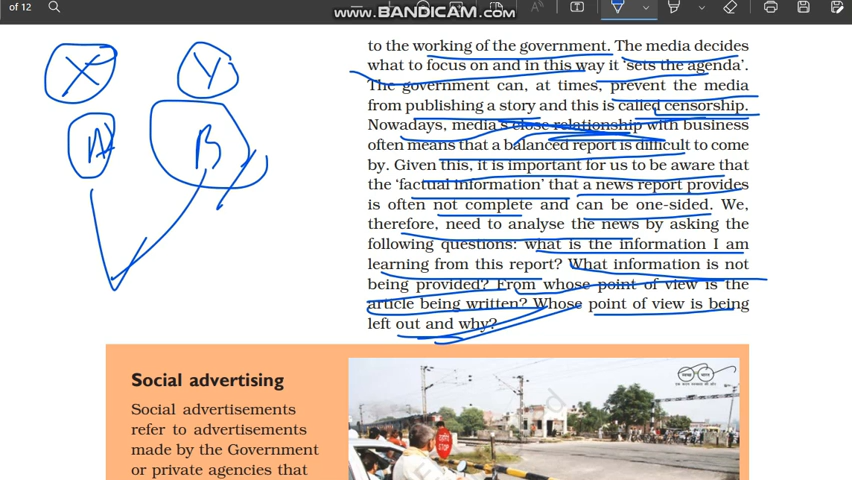 www.BANDICAM.com
of 12
X
Y
A
B
to the working of the government. The media decides
what to focus on and in this way it ‘sets the agenda’.
The government can, at times, prevent the media
from publishing a story and this is called censorship.
Nowadays, media's close relationship with business
often means that a balanced report is difficult to come
by. Given this, it is important for us to be aware that
the ‘factual information’ that a news report provides
is often not complete and can be one-sided. We,
therefore, need to analyse the news by asking the
following questions: what is the information I am
learning from this report? What information is not
being provided? From whose point of view is the
article being written? Whose point of view is being
left out and why?
Social advertising
Social advertisements
refer to advertisements
made by the Government
or private agencies that
STOP